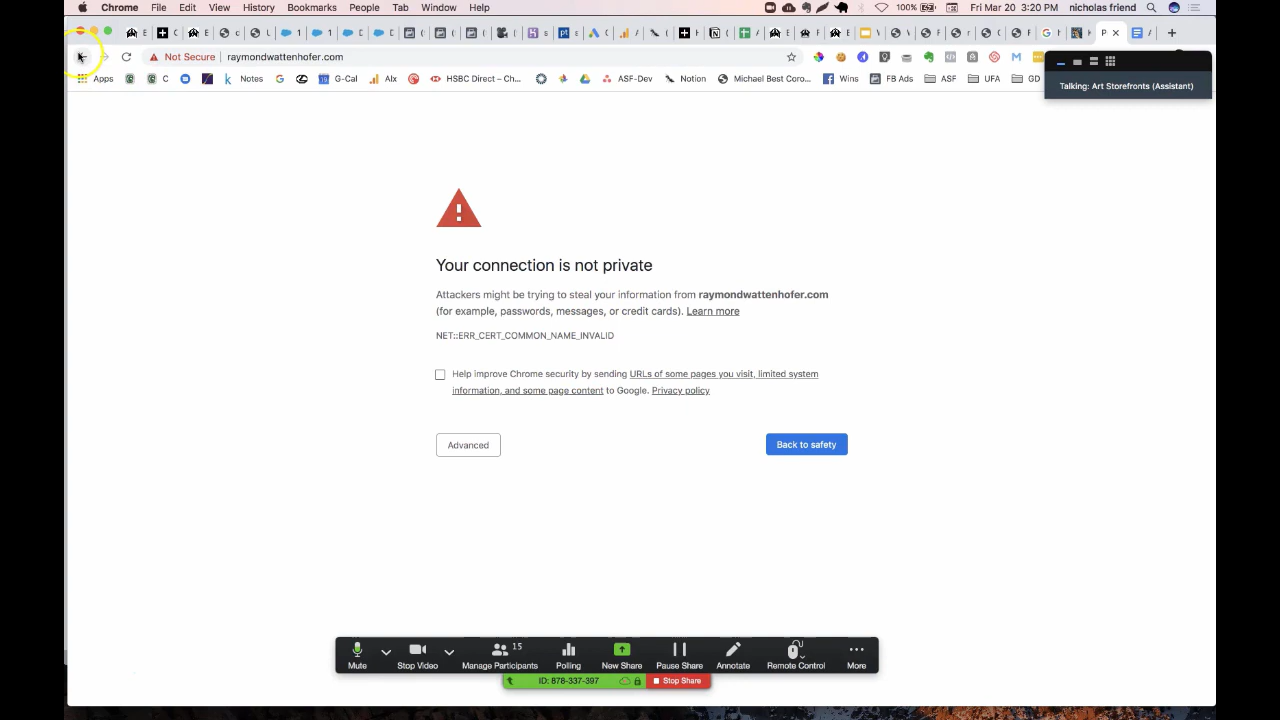 Chrome File Edit View History Bookmarks People Tab Window Help 100% Fri Mar 20 3:20 PM nicholas friend
Not Secure raymondwattenhofer.com
Apps C Notes G-Cal Alx HSBC Direct – Ch... ASF-Dev Notion Michael Best Coro... Wins FB Ads ASF UFA GD
Talking: Art Storefronts (Assistant)
Your connection is not private
Attackers might be trying to steal your information from raymondwattenhofer.com
(for example, passwords, messages, or credit cards). Learn more
NET::ERR_CERT_COMMON_NAME_INVALID
Help improve Chrome security by sending URLs of some pages you visit, limited system
information, and some page content to Google. Privacy policy
Advanced Back to safety
15
Mute Stop Video Manage Participants Polling New Share Pause Share Annotate Remote Control More
ID: 878-337-397 Stop Share